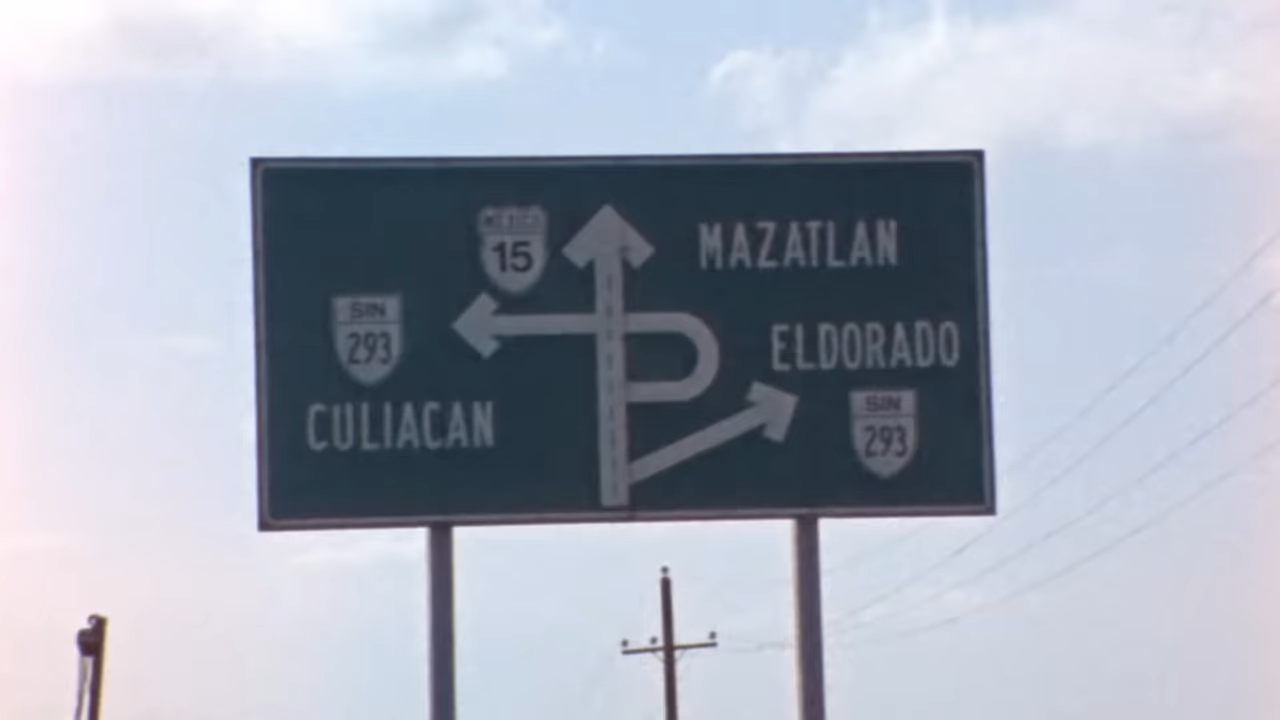 MEXICO
15
MAZATLAN
SIN
293
CULIACAN
ELDORADO
SIN
293